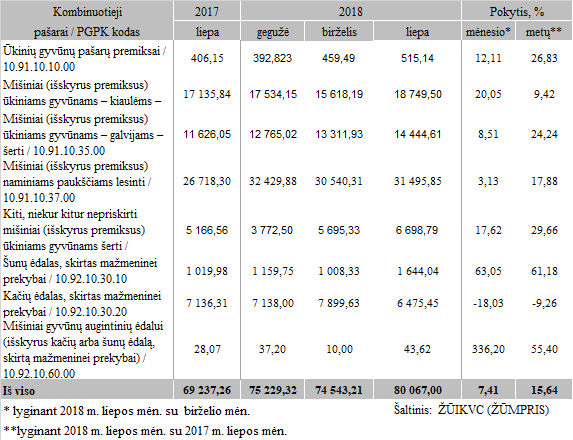 Kombinuotieji 2017 2018 Pokytis, %
pašarai / PGPK kodas liepa gegužė birželis liepa mėnesio* metų**
Ūkinių gyvūnų pašarų premiksai /
10.91.10.10.00 406,15 392,823 459,49 515,14 12,11 26,83
Mišiniai (išskyrus premiksus)
ūkiniams gyvūnams – kiaulėms – 17 135,84 17 534,15 15 618,19 18 749,50 20,05 9,42
Mišiniai (išskyrus premiksus)
ūkiniams gyvūnams – galvijams – 11 626,05 12 765,02 13 311,93 14 444,61 8,51 24,24
šerti / 10.91.10.35.00
Mišiniai (išskyrus premiksus)
naminiams paukščiams lesinti / 26 718,30 32 429,88 30 540,31 31 495,85 3,13 17,88
10.91.10.37.00
Kiti, niekur kitur nepriskirti
mišiniai (išskyrus premiksus) 5 166,56 3 772,50 5 695,33 6 698,79 17,62 29,66
ūkiniams gyvūnams šerti /
Šunų ėdalas, skirtas mažmeninei
prekybai / 10.92.10.30.10 1 019,98 1 159,75 1 008,33 1 644,04 63,05 61,18
Kačių ėdalas, skirtas mažmeninei
prekybai / 10.92.10.30.20 7 136,31 7 138,00 7 899,63 6 475,45 -18,03 -9,26
Mišiniai gyvūnų augintinių ėdalui
(išskyrus kačių arba šunų ėdalą, 28,07 37,20 10,00 43,62 336,20 55,40
skirtą mažmeninei prekybai) /
10.92.10.60.00
Iš viso 69 237,26 75 229,32 74 543,21 80 067,00 7,41 15,64
* lyginant 2018 m. liepos mėn. su birželio mėn. Šaltinis: ŽŪIKVC (ŽŪMPRIS)
**lyginant 2018 m. liepos mėn. su 2017 m. liepos mėn.